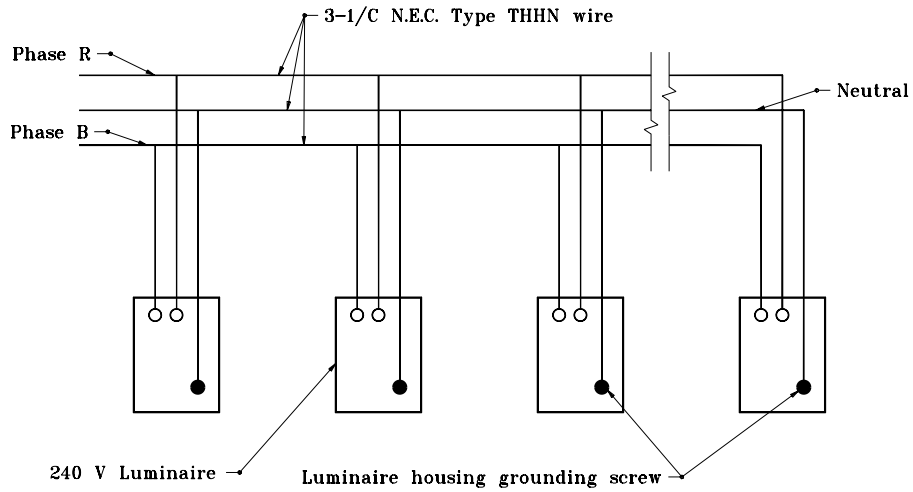 3-1/C N.E.C. Type THHN wire
Phase R
Neutral
Phase B
240 V Luminaire
Luminaire housing grounding screw